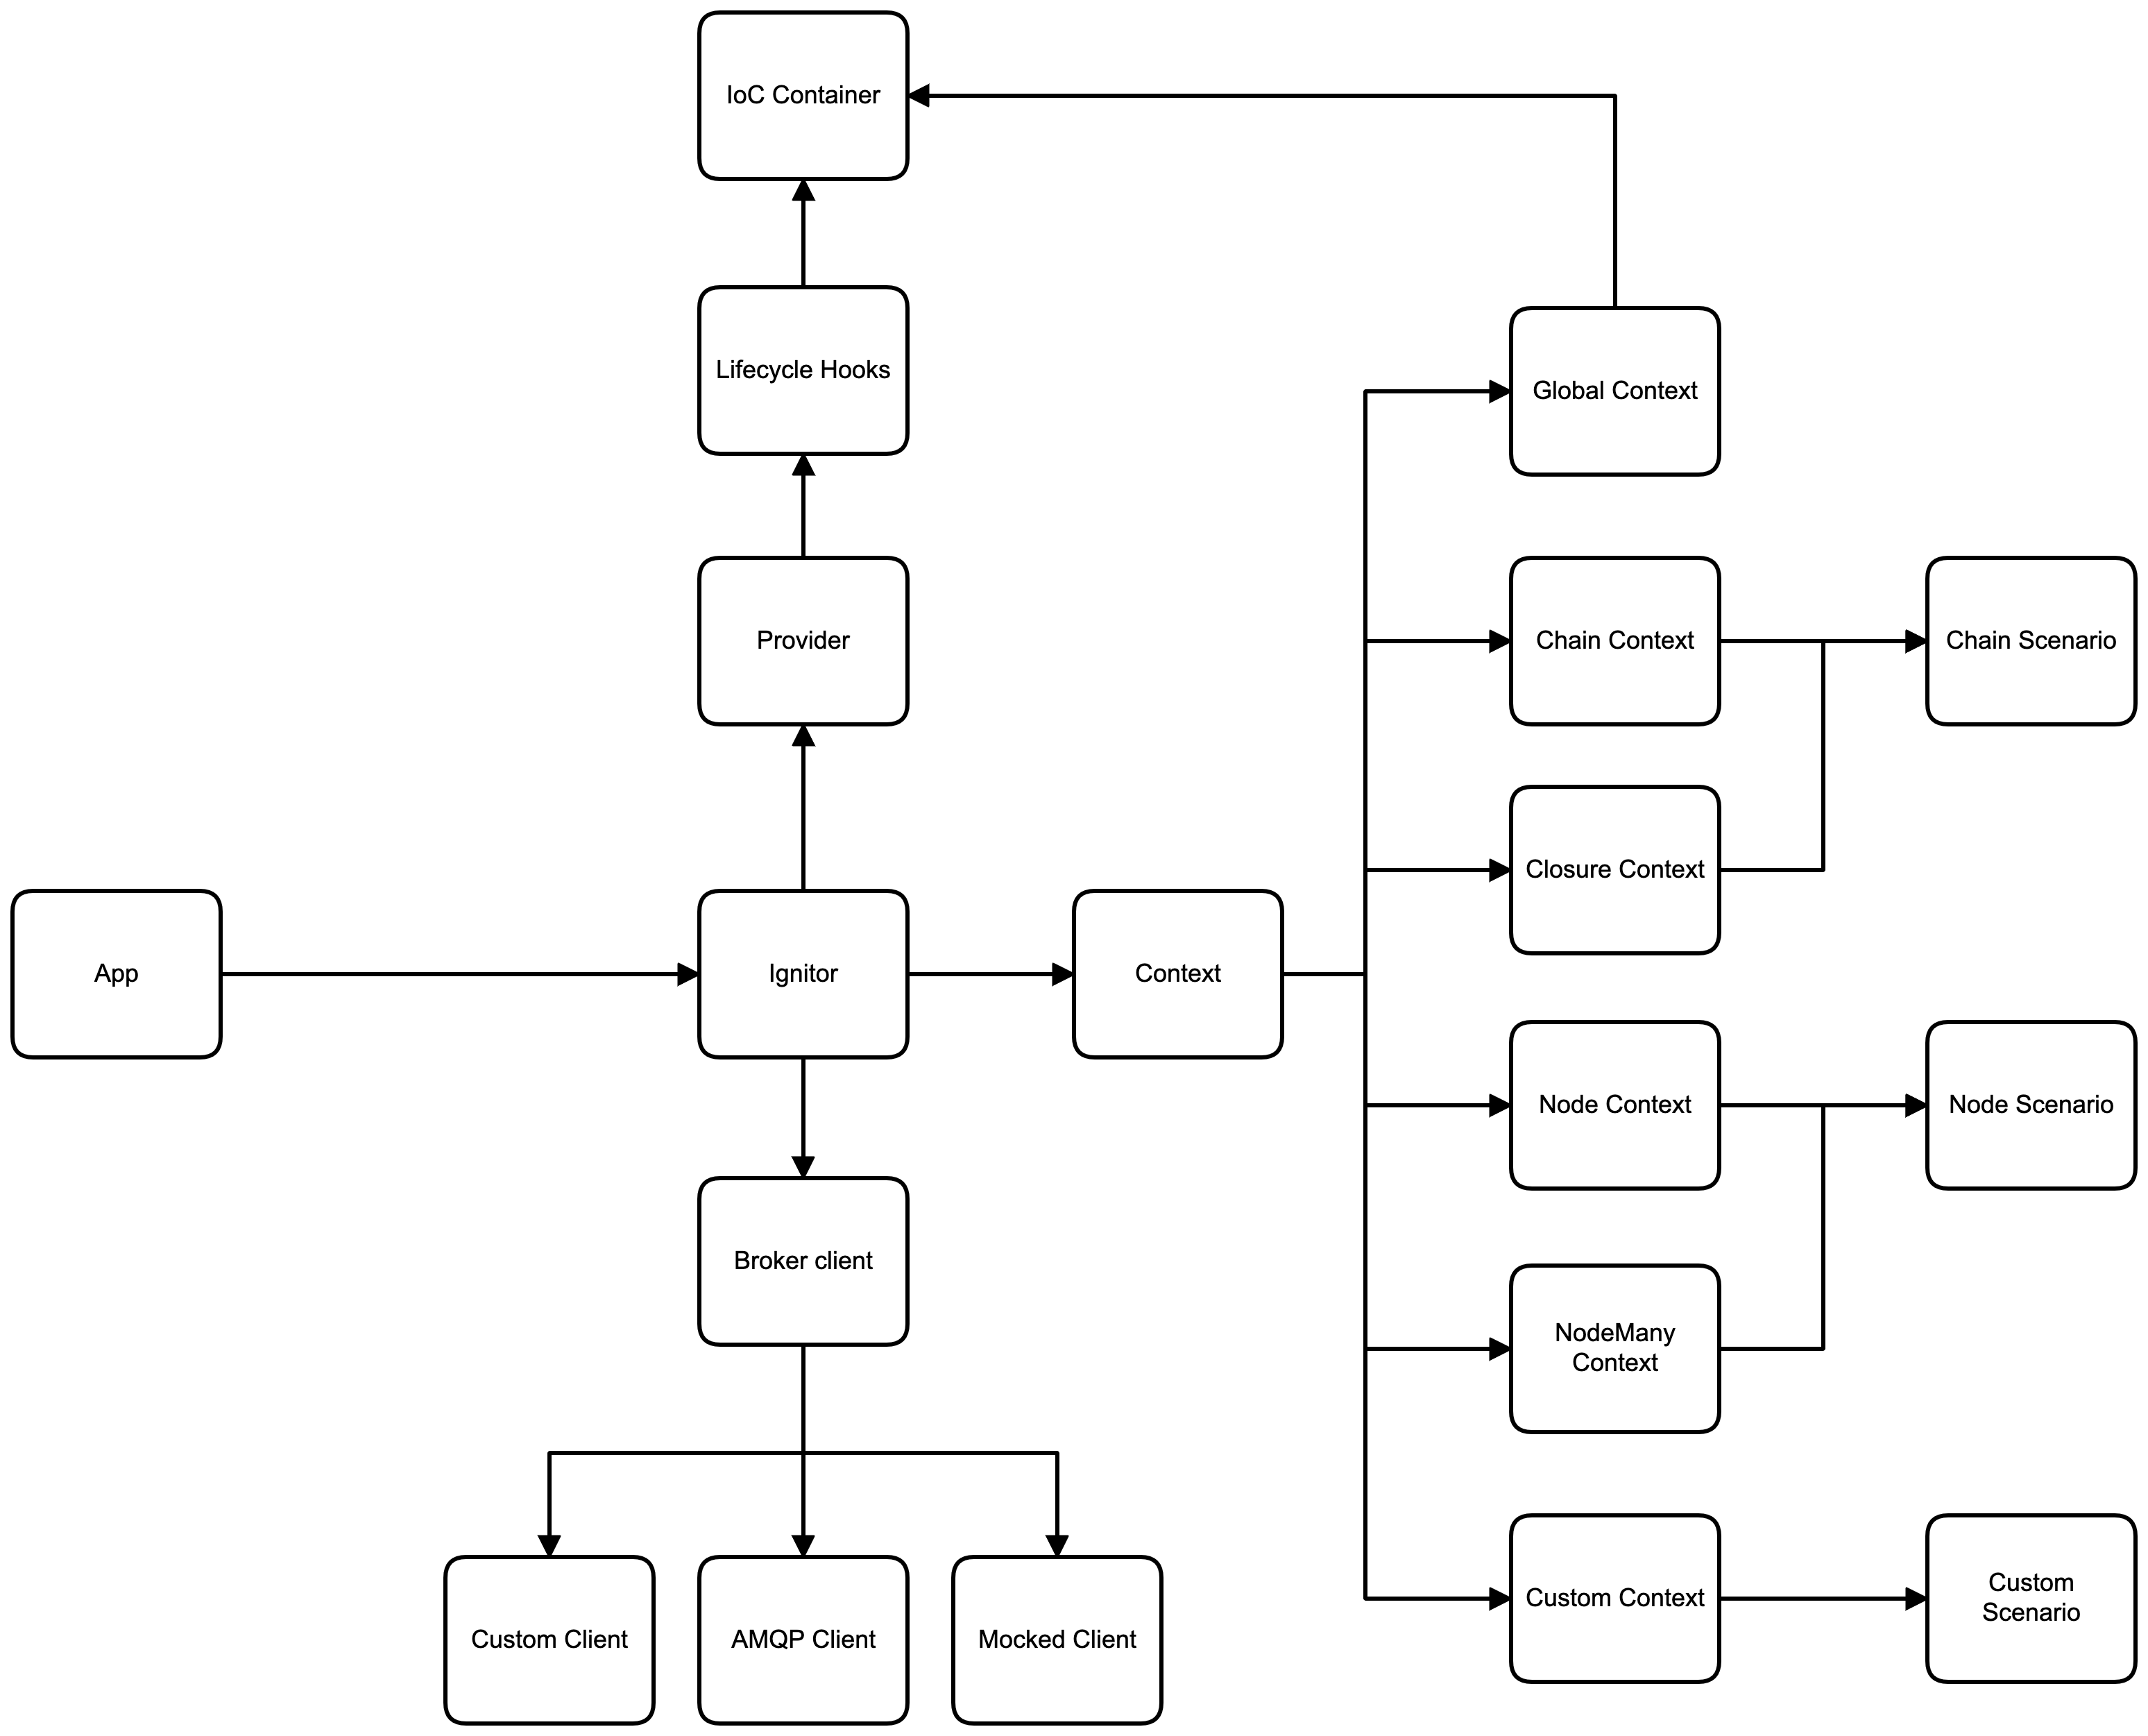 IoC Container
Lifecycle Hooks
Global Context
Provider
Chain Context
Chain Scenario
Closure Context
App
Ignitor
Context
Node Context
Node Scenario
Broker client
NodeMany
Context
Custom Context
Custom
Scenario
Custom Client
AMQP Client
Mocked Client